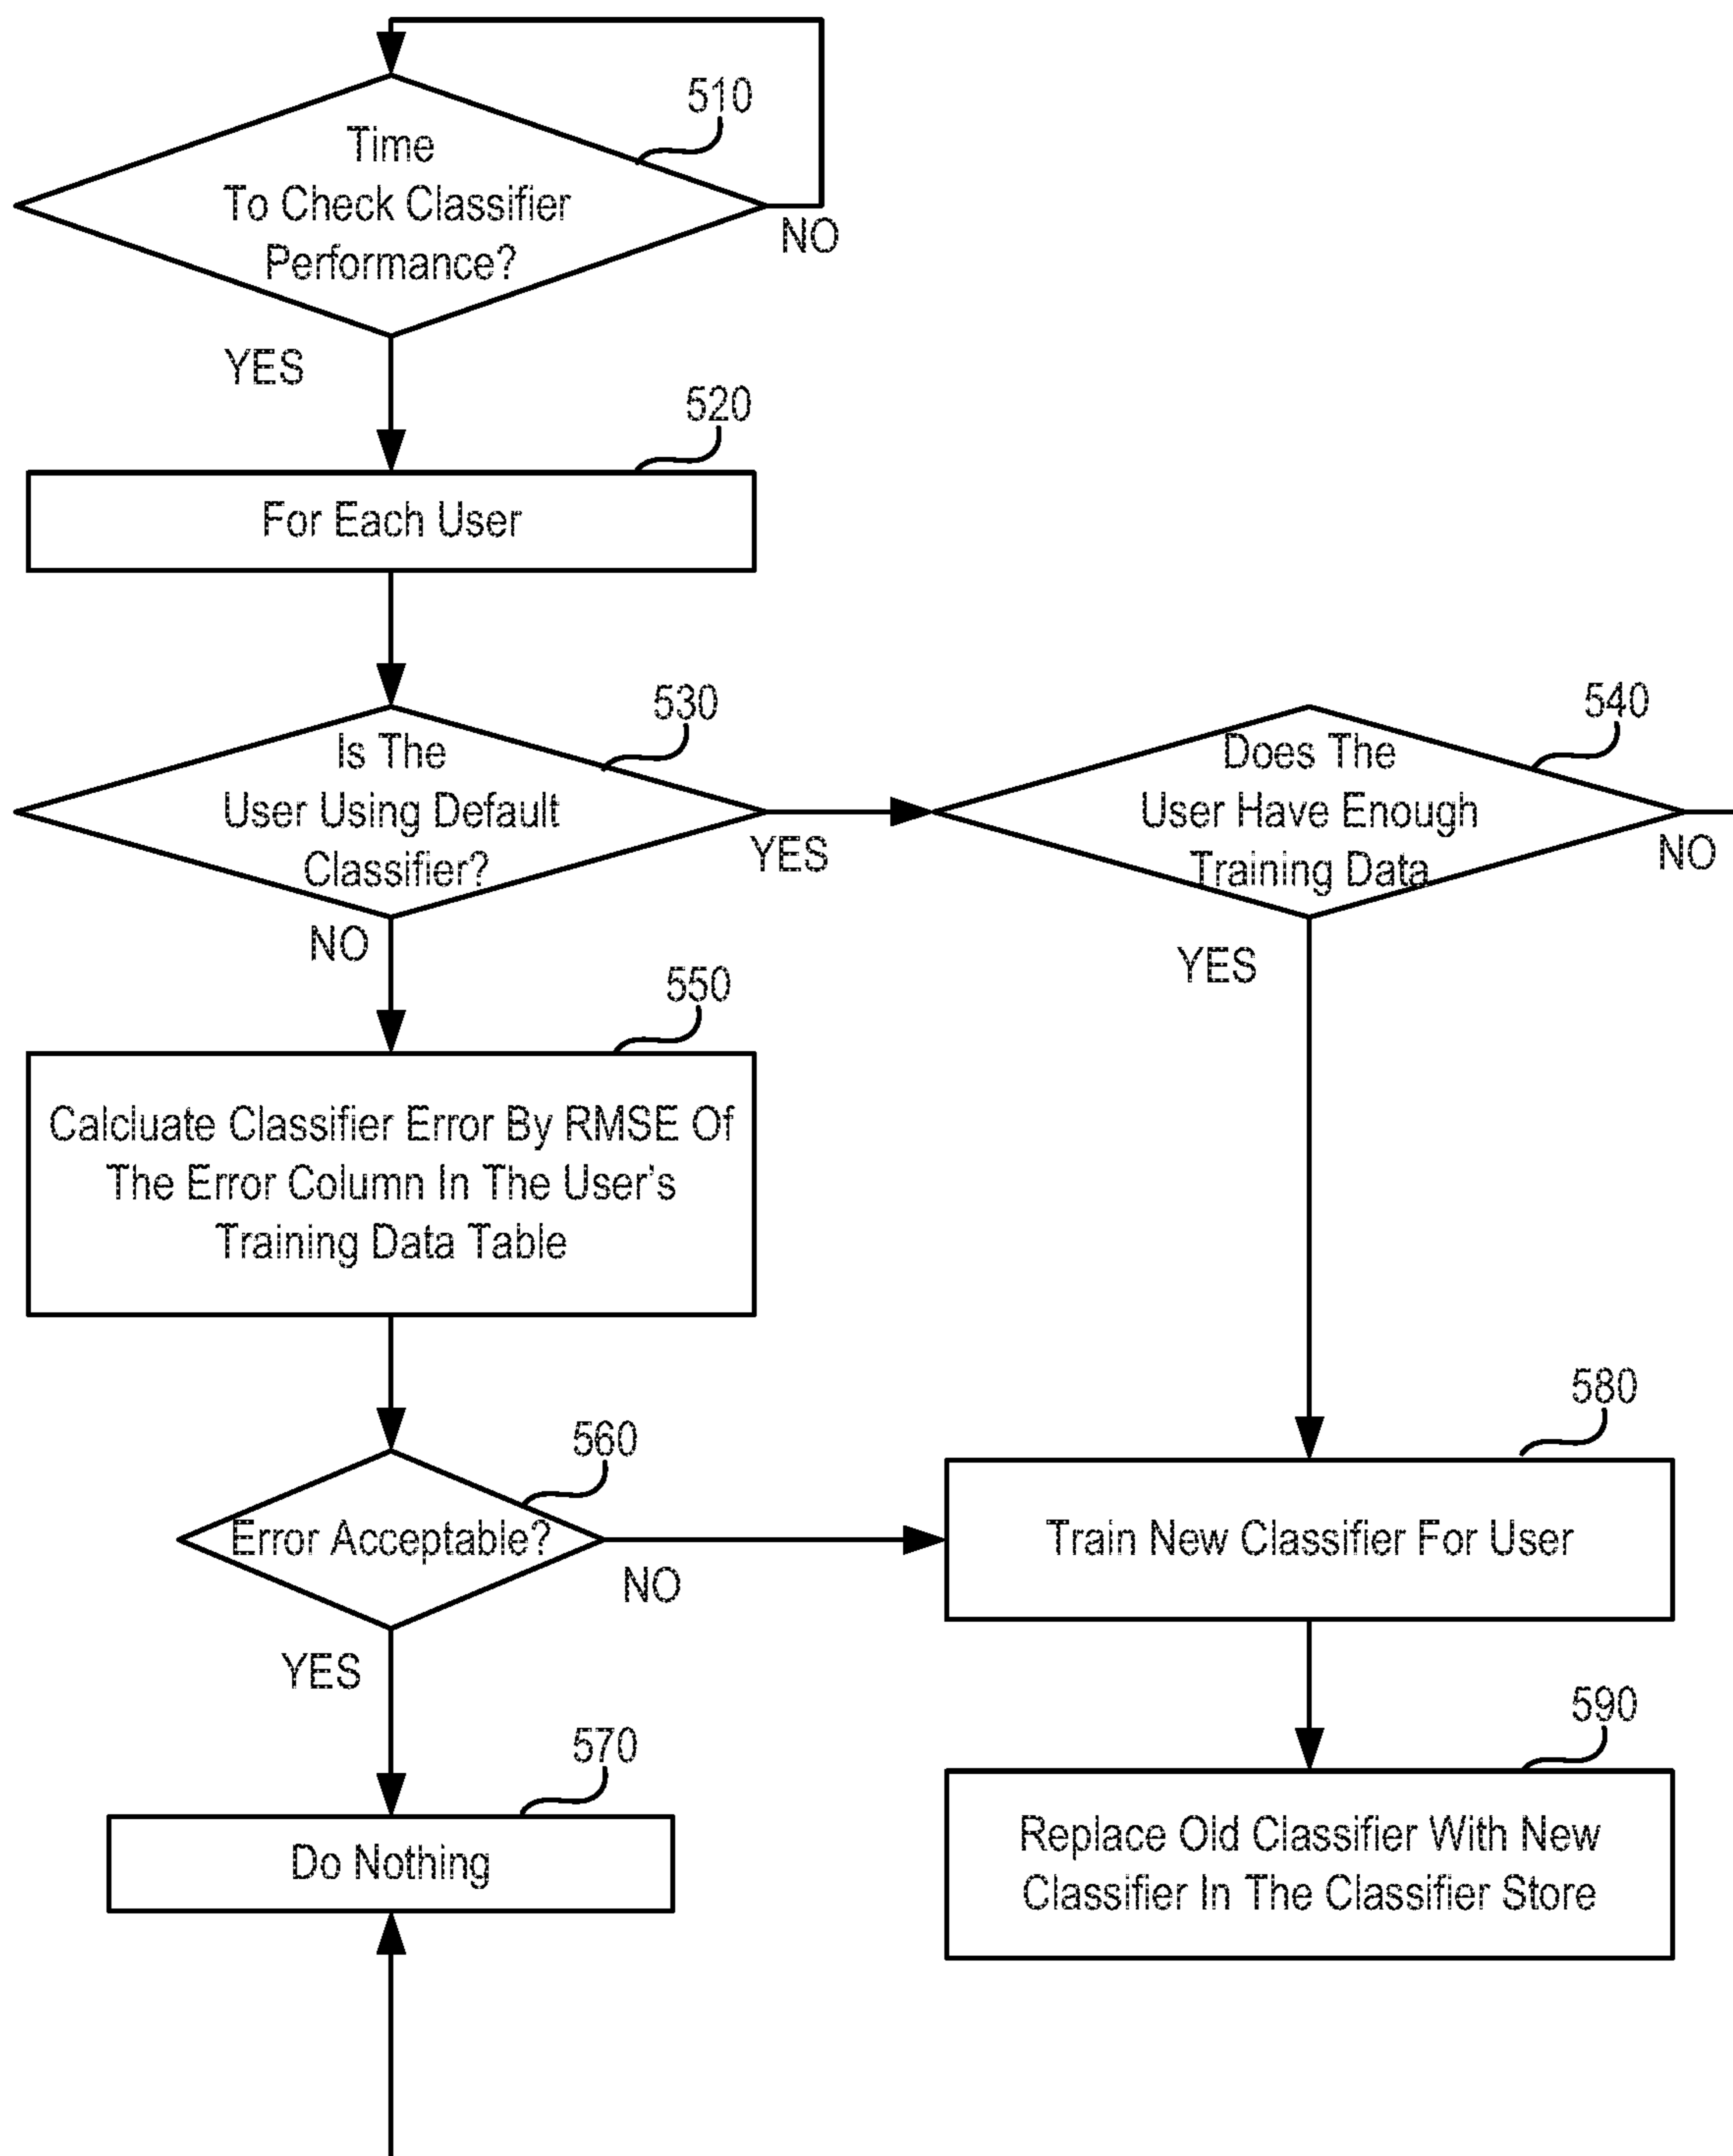 510
Time
To Check Classifier
Performance?
NO
YES
520
For Each User
530
Is The
User Using Default
Classifier?
YES
NO
540
Does The
User Have Enough
Training Data
NO
YES
550
Calcluate Classifier Error By RMSE Of
The Error Column In The User's
Training Data Table
560
Error Acceptable?
NO
YES
580
Train New Classifier For User
570
Do Nothing
590
Replace Old Classifier With New
Classifier In The Classifier Store